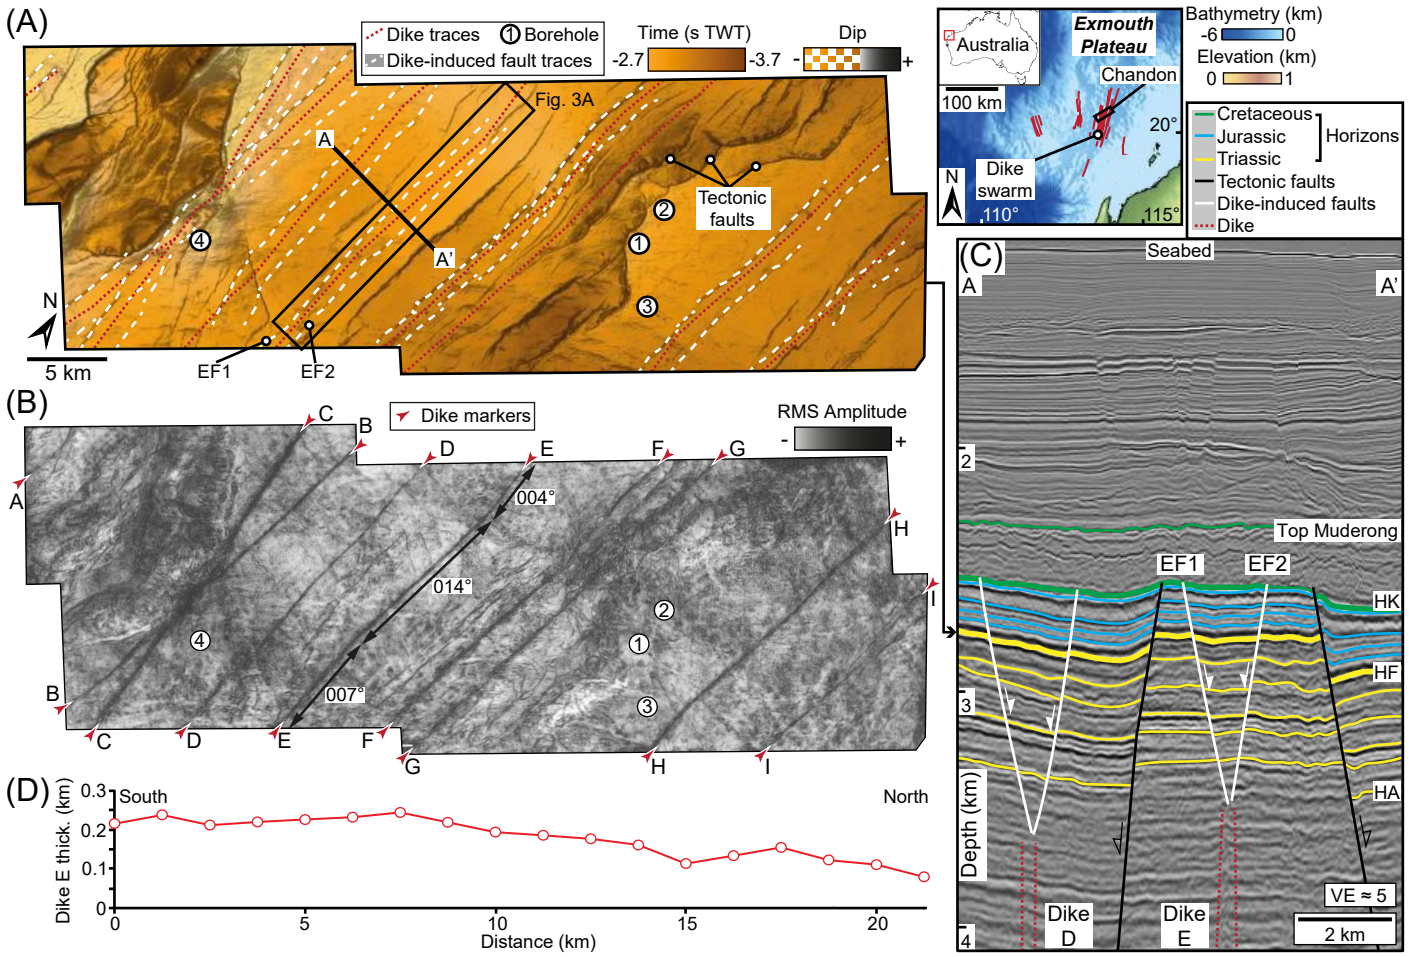 (A)
Dike traces
1 Borehole
Dike-induced fault traces
Time (s TWT)
-2.7
-3.7
Dip
-
+
Fig. 3A
A
A'
Tectonic
faults
2
1
3
4
N
5 km
EF1
EF2
Australia
Exmouth
Plateau
Chandon
100 km
20°
Dike
swarm
N
110°
115°
Bathymetry (km)
-6
0
Elevation (km)
0
1
Cretaceous
Jurassic
Horizons
Triassic
Tectonic faults
Dike-induced faults
Dike
(B)
Dike markers
RMS Amplitude
-
+
C
B
D
E
F
G
A
H
I
004°
014°
007°
2
1
3
4
B
C
D
E
F
G
H
I
(C)
Seabed
A
A'
2
Top Muderong
EF1
EF2
HK
HF
3
HA
Depth (km)
VE ≈ 5
Dike
D
Dike
E
2 km
4
(D)
South
North
Dike E thick. (km)
0.3
0.2
0.1
0
0
5
10
15
20
Distance (km)